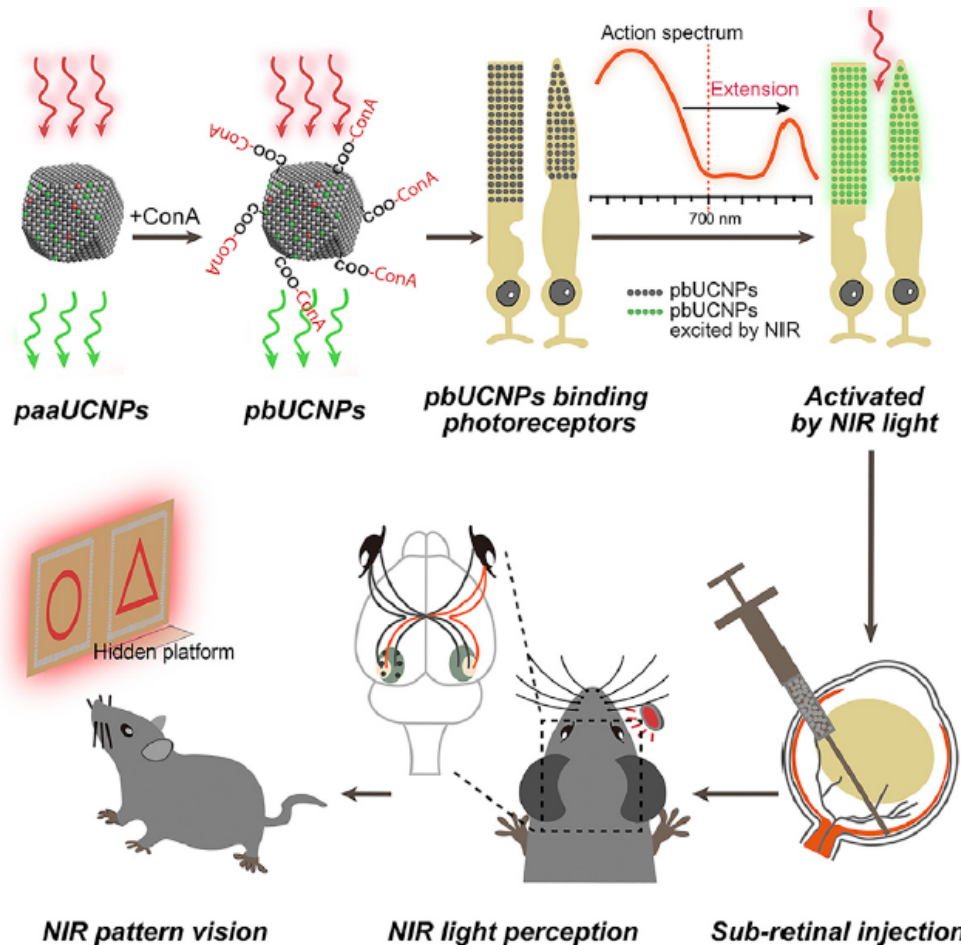 Action spectrum
Extension
700 nm
+ConA
COO-ConA
COO-ConA
COO-ConA
COO-ConA
COO-ConA
COO-ConA
pbUCNPs
pbUCNPs
excited by NIR
paaUCNPs
pbUCNPs
pbUCNPs binding
photoreceptors
Activated
by NIR light
Hidden platform
NIR pattern vision
NIR light perception
Sub-retinal injection